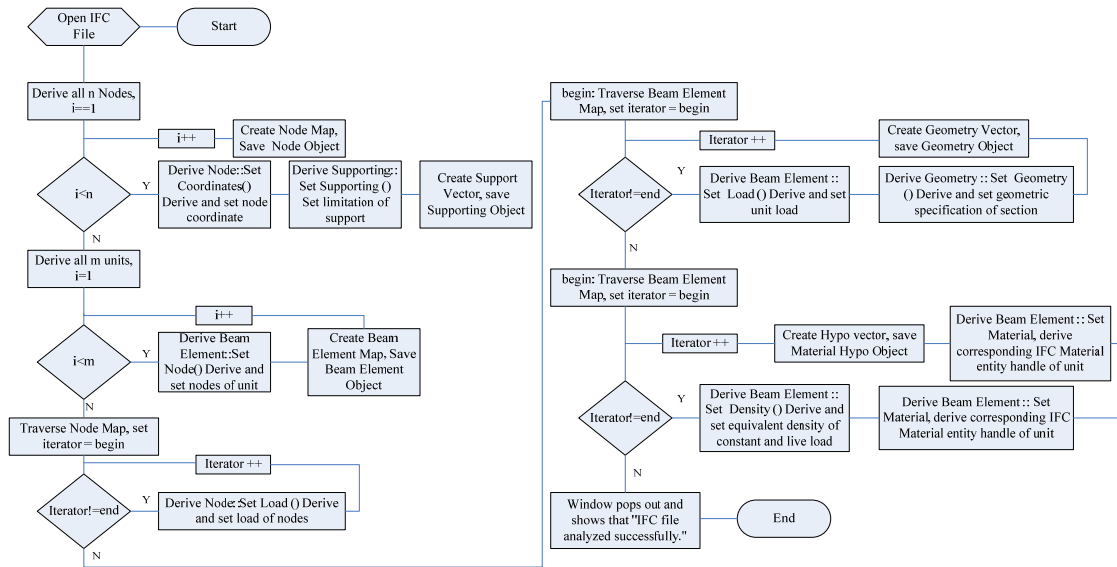 Open IFC
File
Start
Derive all n Nodes,
i==1
i++
Create Node Map,
Save Node Object
i<n
Y
Derive Node::Set
Coordinates()
Derive and set node
coordinate
Derive Supporting::
Set Supporting ()
Set limitation of
support
Create Support
Vector, save
Supporting Object
N
Derive all m units,
i=1
i++
i<m
Y
Derive Beam
Element::Set
Node() Derive and
set nodes of unit
Create Beam
Element Map, Save
Beam Element
Object
N
Traverse Node Map, set
iterator = begin
Iterator ++
Iterator!=end
Y
Derive Node::Set Load () Derive
and set load of nodes
N
begin: Traverse Beam Element
Map, set iterator = begin
Iterator ++
Create Geometry Vector,
save Geometry Object
Iterator!=end
Y
Derive Beam Element ::
Set Load () Derive and set
unit load
Derive Geometry :: Set Geometry
() Derive and set geometric
specification of section
N
begin: Traverse Beam Element
Map, set iterator = begin
Iterator ++
Create Hypo vector, save
Material Hypo Object
Derive Beam Element :: Set
Material, derive
corresponding IFC Material
entity handle of unit
Iterator!=end
Y
Derive Beam Element ::
Set Density () Derive and
set equivalent density of
constant and live load
Derive Beam Element :: Set
Material, derive corresponding IFC
Material entity handle of unit
N
Window pops out and
shows that "IFC file
analyzed successfully."
End